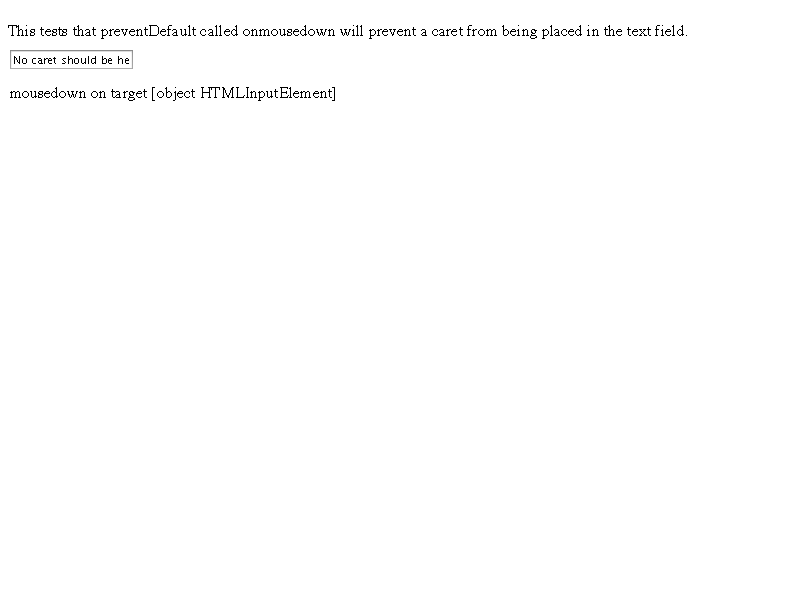 This tests that preventDefault called onmousedown will prevent a caret from being placed in the text field.
No caret should be he
mousedown on target [object HTMLInputElement]